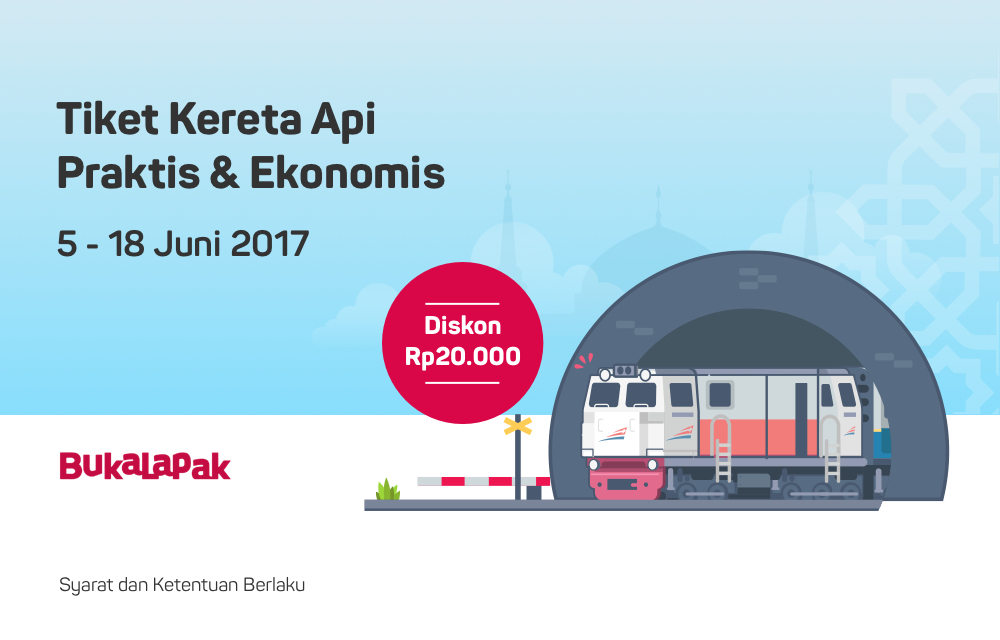 Tiket Kereta Api
Praktis & Ekonomis
5 - 18 Juni 2017
Diskon
Rp20.000
BukaLaPak
Syarat dan Ketentuan Berlaku